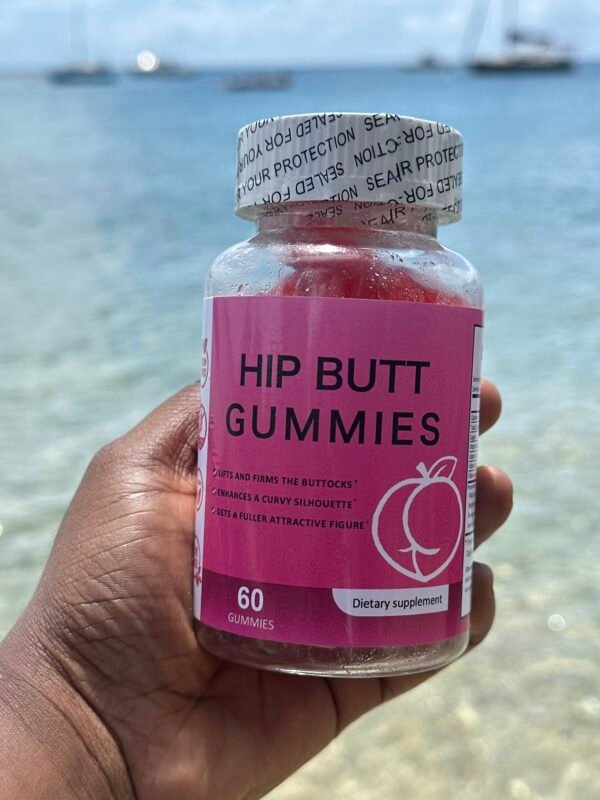 SEALED FOR YOUR PROTECTION
HIP BUTT
GUMMIES
LIFTS AND FIRMS THE BUTTOCKS*
ENHANCES A CURVY SILHOUETTE*
GETS A FULLER ATTRACTIVE FIGURE*
60
GUMMIES
Dietary supplement